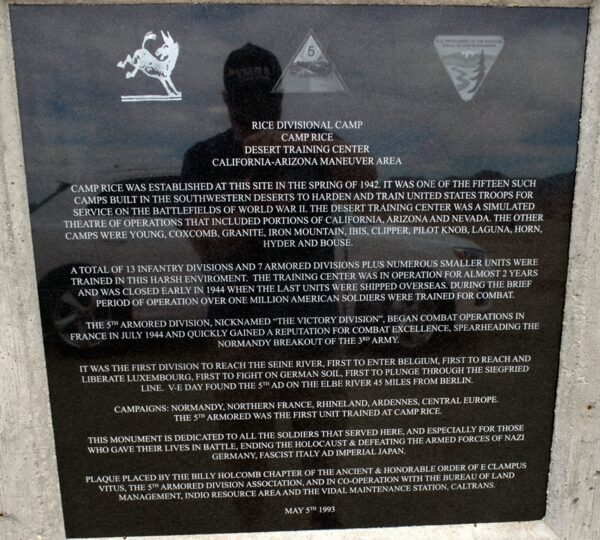 5
RICE DIVISIONAL CAMP
CAMP RICE
DESERT TRAINING CENTER
CALIFORNIA-ARIZONA MANEUVER AREA
CAMP RICE WAS ESTABLISHED AT THIS SITE IN THE SPRING OF 1942. IT WAS ONE OF THE FIFTEEN SUCH
CAMPS BUILT IN THE SOUTHWESTERN DESERTS TO HARDEN AND TRAIN UNITED STATES TROOPS FOR
SERVICE ON THE BATTLEFIELDS OF WORLD WAR II. THE DESERT TRAINING CENTER WAS A SIMULATED
THEATRE OF OPERATIONS THAT INCLUDED PORTIONS OF CALIFORNIA, ARIZONA AND NEVADA. THE OTHER
CAMPS WERE YOUNG, COXCOMB, GRANITE, IRON MOUNTAIN, IBIS, CLIPPER, PILOT KNOB, LAGUNA, HORN,
HYDER AND BOUSE.
A TOTAL OF 13 INFANTRY DIVISIONS AND 7 ARMORED DIVISIONS PLUS NUMEROUS SMALLER UNITS WERE
TRAINED IN THIS HARSH ENVIROMENT. THE TRAINING CENTER WAS IN OPERATION FOR ALMOST 2 YEARS
AND WAS CLOSED EARLY IN 1944 WHEN THE LAST UNITS WERE SHIPPED OVERSEAS. DURING THE BRIEF
PERIOD OF OPERATION OVER ONE MILLION AMERICAN SOLDIERS WERE TRAINED FOR COMBAT.
THE 5TH ARMORED DIVISION, NICKNAMED “THE VICTORY DIVISION”, BEGAN COMBAT OPERATIONS IN
FRANCE IN JULY 1944 AND QUICKLY GAINED A REPUTATION FOR COMBAT EXCELLENCE, SPEARHEADING THE
NORMANDY BREAKOUT OF THE 3RD ARMY.
IT WAS THE FIRST DIVISION TO REACH THE SEINE RIVER, FIRST TO ENTER BELGIUM, FIRST TO REACH AND
LIBERATE LUXEMBOURG, FIRST TO FIGHT ON GERMAN SOIL, FIRST TO PLUNGE THROUGH THE SIEGFRIED
LINE. V-E DAY FOUND THE 5TH AD ON THE ELBE RIVER 45 MILES FROM BERLIN.
CAMPAIGNS: NORMANDY, NORTHERN FRANCE, RHINELAND, ARDENNES, CENTRAL EUROPE.
THE 5TH ARMORED WAS THE FIRST UNIT TRAINED AT CAMP RICE.
THIS MONUMENT IS DEDICATED TO ALL THE SOLDIERS THAT SERVED HERE, AND ESPECIALLY FOR THOSE
WHO GAVE THEIR LIVES IN BATTLE, ENDING THE HOLOCAUST & DEFEATING THE ARMED FORCES OF NAZI
GERMANY, FASCIST ITALY AD IMPERIAL JAPAN.
PLAQUE PLACED BY THE BILLY HOLCOMB CHAPTER OF THE ANCIENT & HONORABLE ORDER OF E CLAMPUS
VITUS, THE 5TH ARMORED DIVISION ASSOCIATION, AND IN CO-OPERATION WITH THE BUREAU OF LAND
MANAGEMENT, INDIO RESOURCE AREA AND THE VIDAL MAINTENANCE STATION, CALTRANS.
MAY 5TH 1993